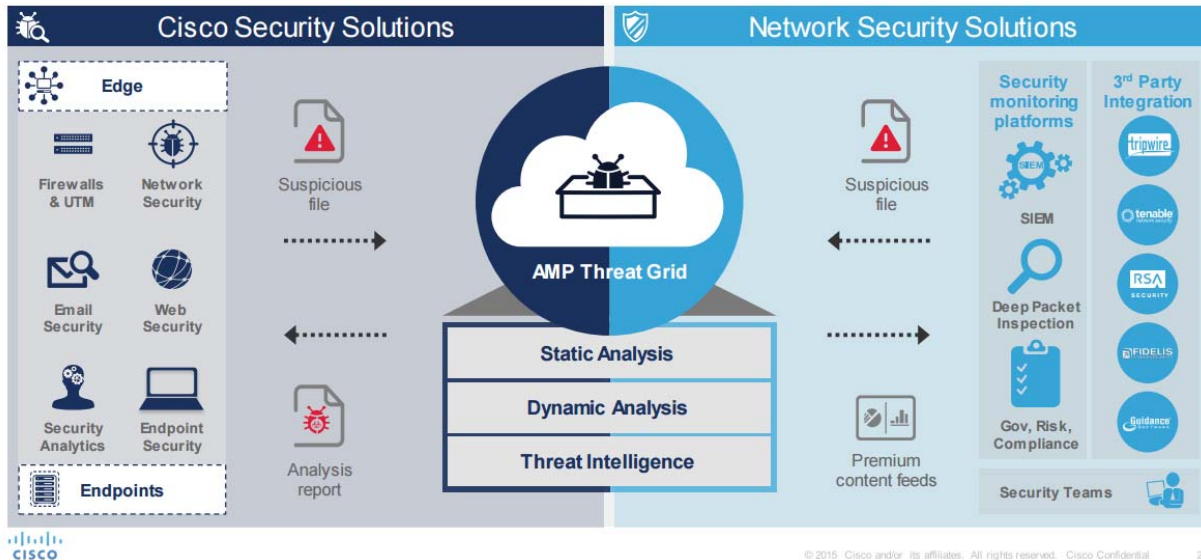 Cisco Security Solutions
Network Security Solutions
Edge
Firewalls
& UTM
Network
Security
Email
Security
Web
Security
Security
Analytics
Endpoint
Security
Endpoints
Suspicious
file
Analysis
report
AMP Threat Grid
Static Analysis
Dynamic Analysis
Threat Intelligence
Suspicious
file
Premium
content feeds
Security
monitoring
platforms
SIEM
SIEM
Deep Packet
Inspection
Gov, Risk,
Compliance
3rd Party
Integration
tripwire
tenable
network security
RSA
SECURITY
FIDELIS
Guidance
SOFTWARE
Security Teams
CISCO
© 2015 Cisco and/or its affiliates. All rights reserved. Cisco Confidential